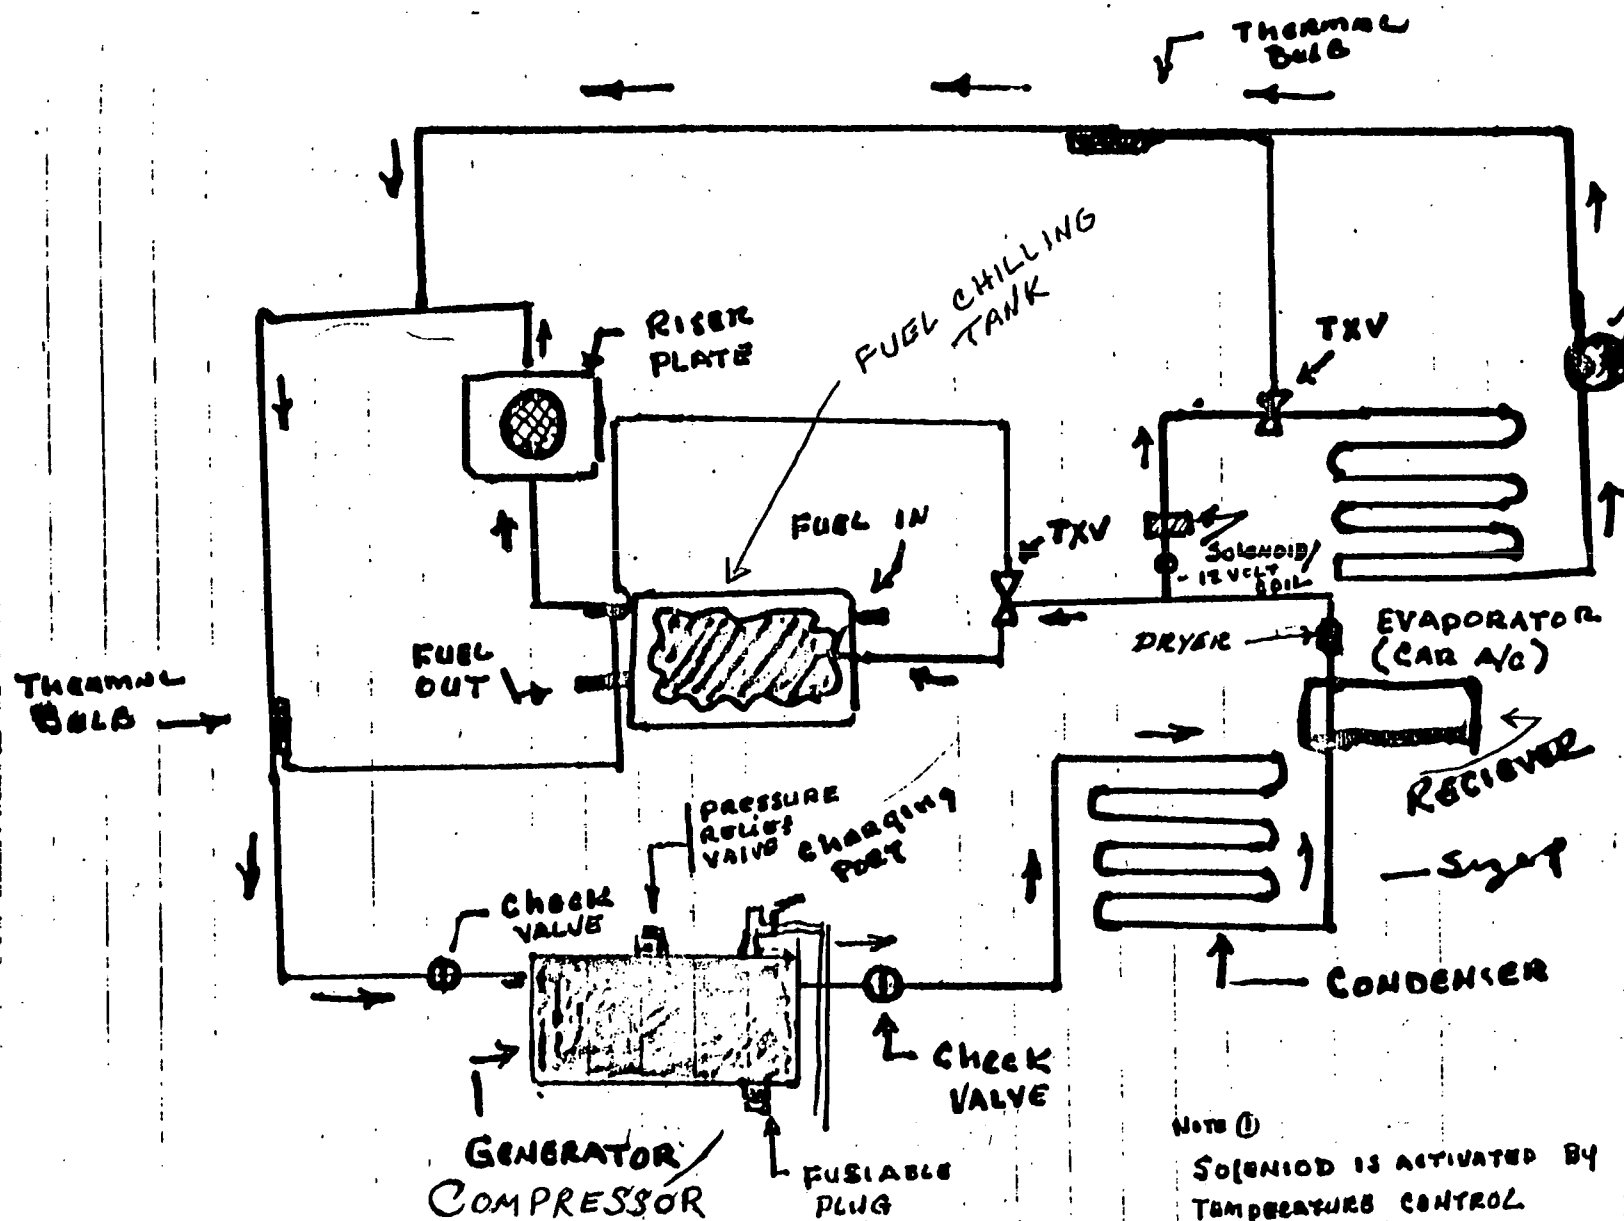 THERMAL
BULB
FUEL CHILLING
TANK
RISER
PLATE
TXV
FUEL IN
TXV
SOLENOID/
12 VOLT
COIL
DRYER
EVAPORATOR
(CAR A/C)
FUEL
OUT
THERMAL
BULB
RECIEVER
PRESSURE
RELIEF
VALVE
CHARGING
PORT
CHECK
VALVE
CONDENSER
CHECK
VALVE
GENERATOR/
COMPRESSOR
FUSIABLE
PLUG
NOTE ①
SOLENIOD IS ACTIVATED BY
TEMPERATURE CONTROL